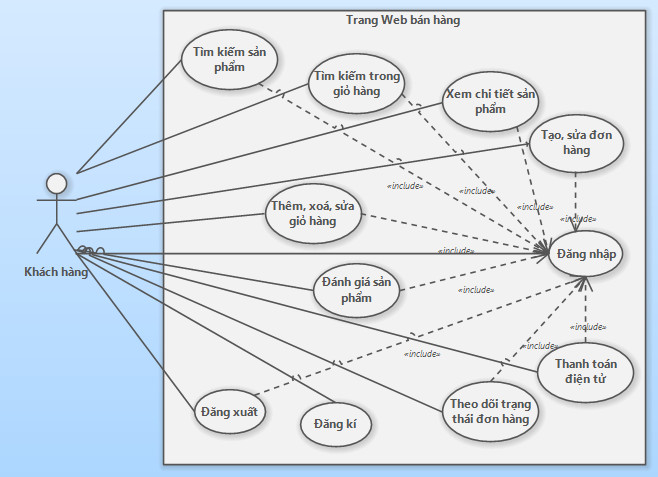 Trang Web bán hàng
Tìm kiếm sản
phẩm
Tìm kiếm trong
giỏ hàng
Xem chi tiết sản
phẩm
Tạo, sửa đơn
hàng
«include»
«include»
«include»
«include»
Thêm, xoá, sửa
giỏ hàng
«include»
Đăng nhập
Khách hàng
Đánh giá sản
phẩm
«include»
«include»
«include»
«include»
Thanh toán
điện tử
Đăng xuất
Đăng kí
Theo dõi trạng
thái đơn hàng